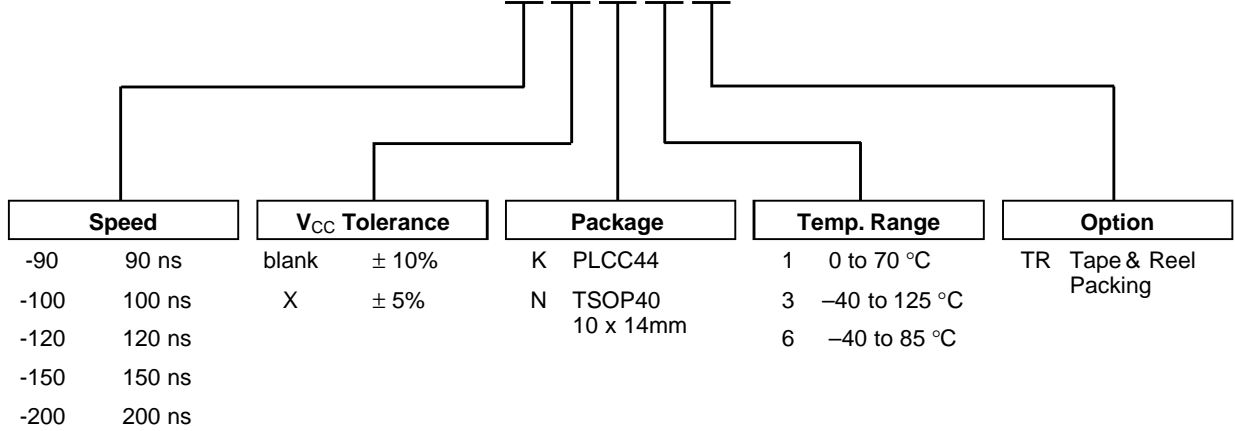 Speed
-90 90 ns
-100 100 ns
-120 120 ns
-150 150 ns
-200 200 ns
VCC Tolerance
blank ± 10%
X ± 5%
Package
K PLCC44
N TSOP40
10 x 14mm
Temp. Range
1 0 to 70 °C
3 –40 to 125 °C
6 –40 to 85 °C
Option
TR Tape & Reel
Packing